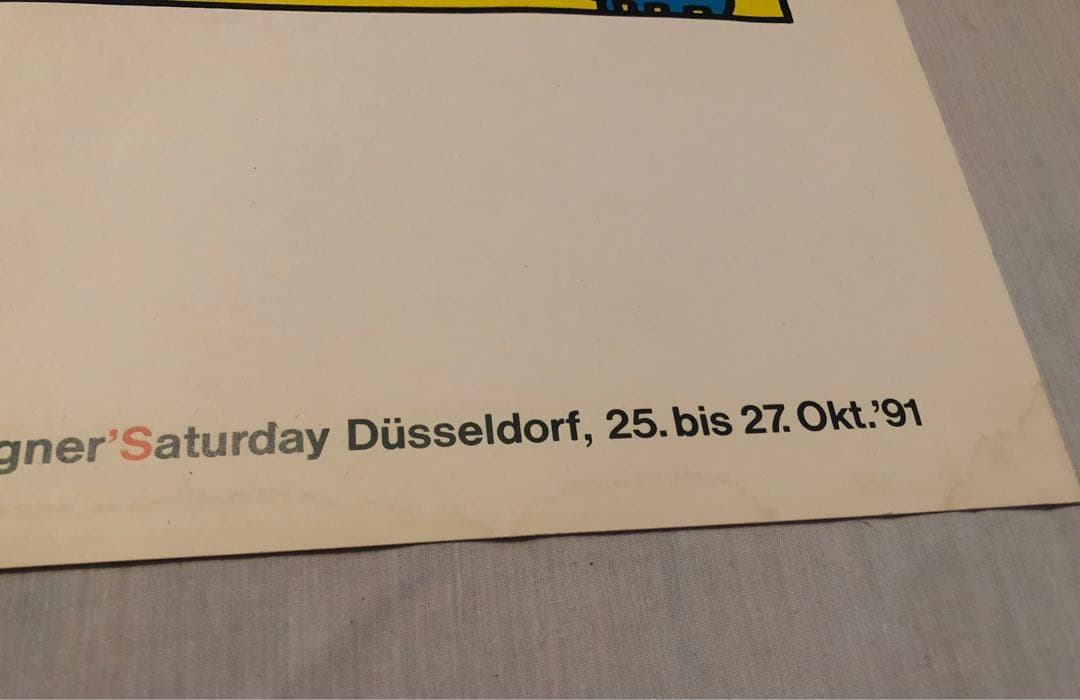 gner'Saturday Düsseldorf, 25. bis 27. Okt.'91